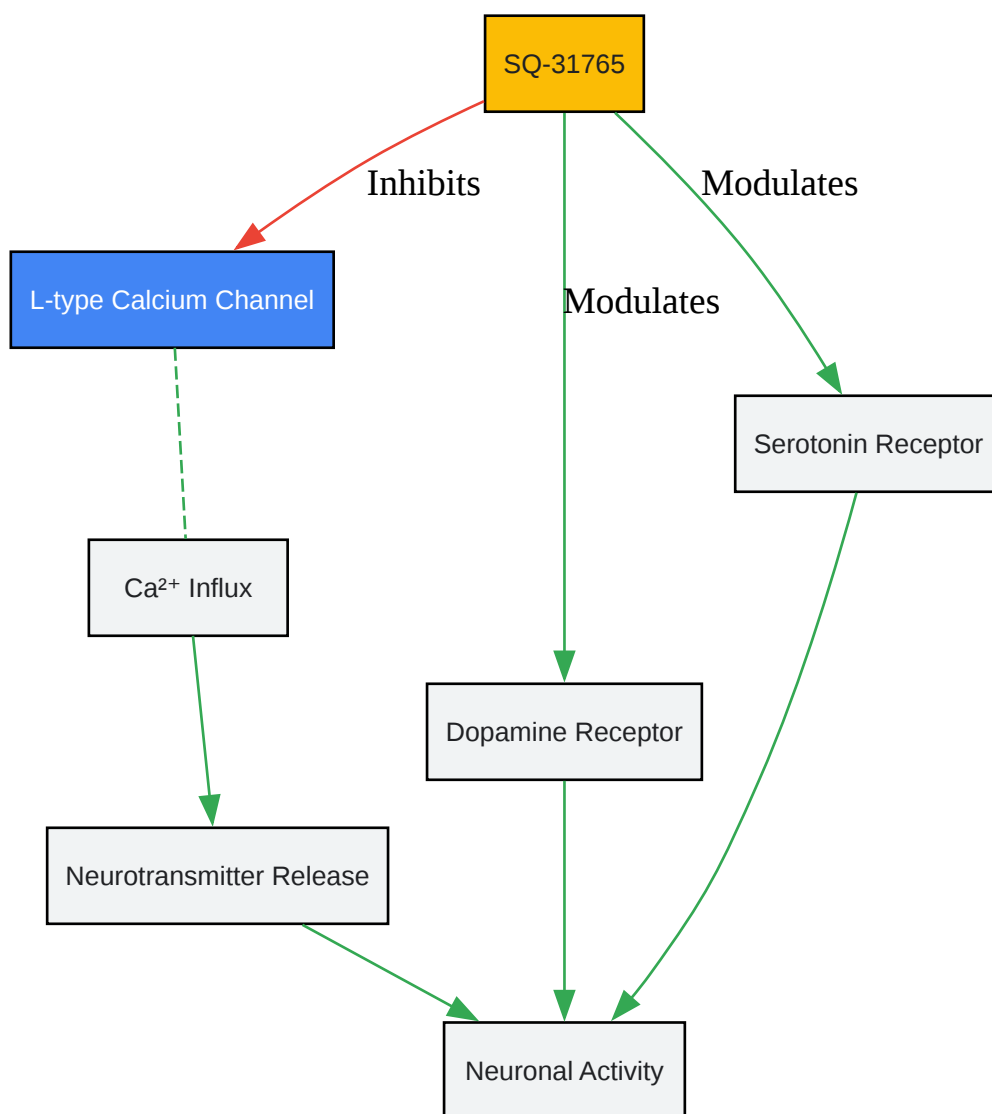 SQ-31765
Inhibits
Modulates
L-type Calcium Channel
Modulates
Serotonin Receptor
Ca²⁺ Influx
Dopamine Receptor
Neurotransmitter Release
Neuronal Activity